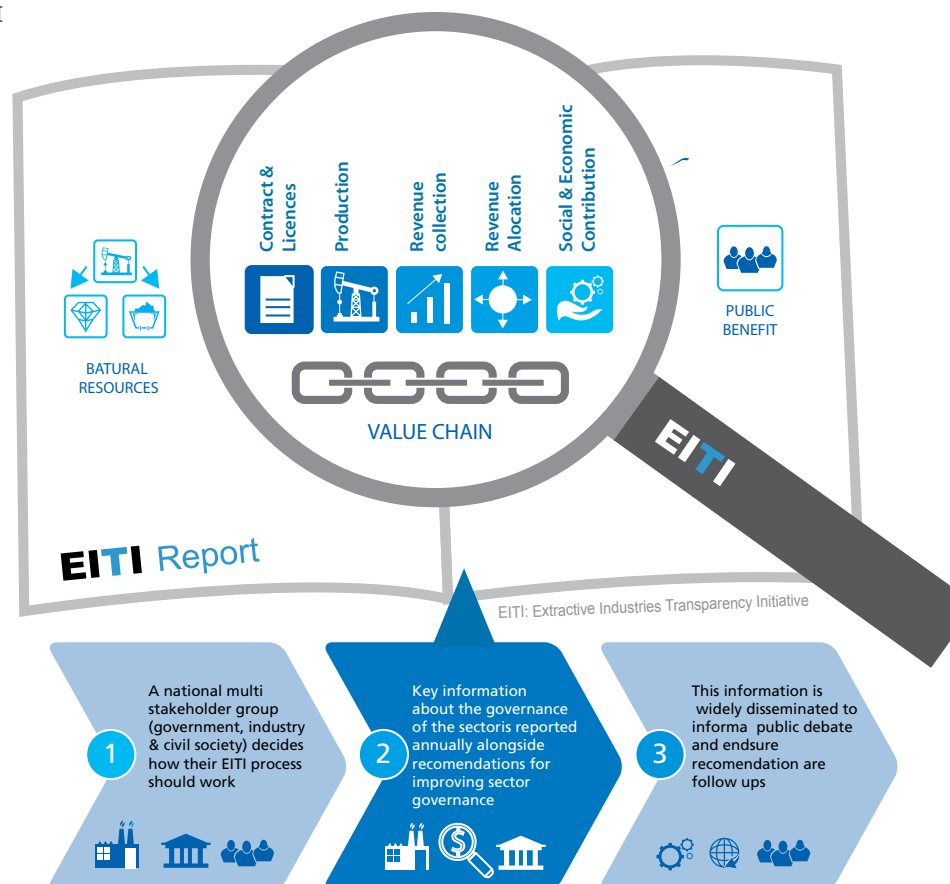 Contract &
Licences
Production
Revenue
collection
Revenue
Alocation
Social & Economic
Contribution
BATURAL
RESOURCES
PUBLIC
BENEFIT
VALUE CHAIN
EITI
EITI Report
EITI: Extractive Industries Transparency Initiative
1
A national multi
stakeholder group
(government, industry
& civil society) decides
how their EITI process
should work
2
Key information
about the governance
of the sectoris reported
annually alongside
recomendations for
improving sector
governance
$
3
This information is
widely disseminated to
informa public debate
and endsure
recomendation are
follow ups